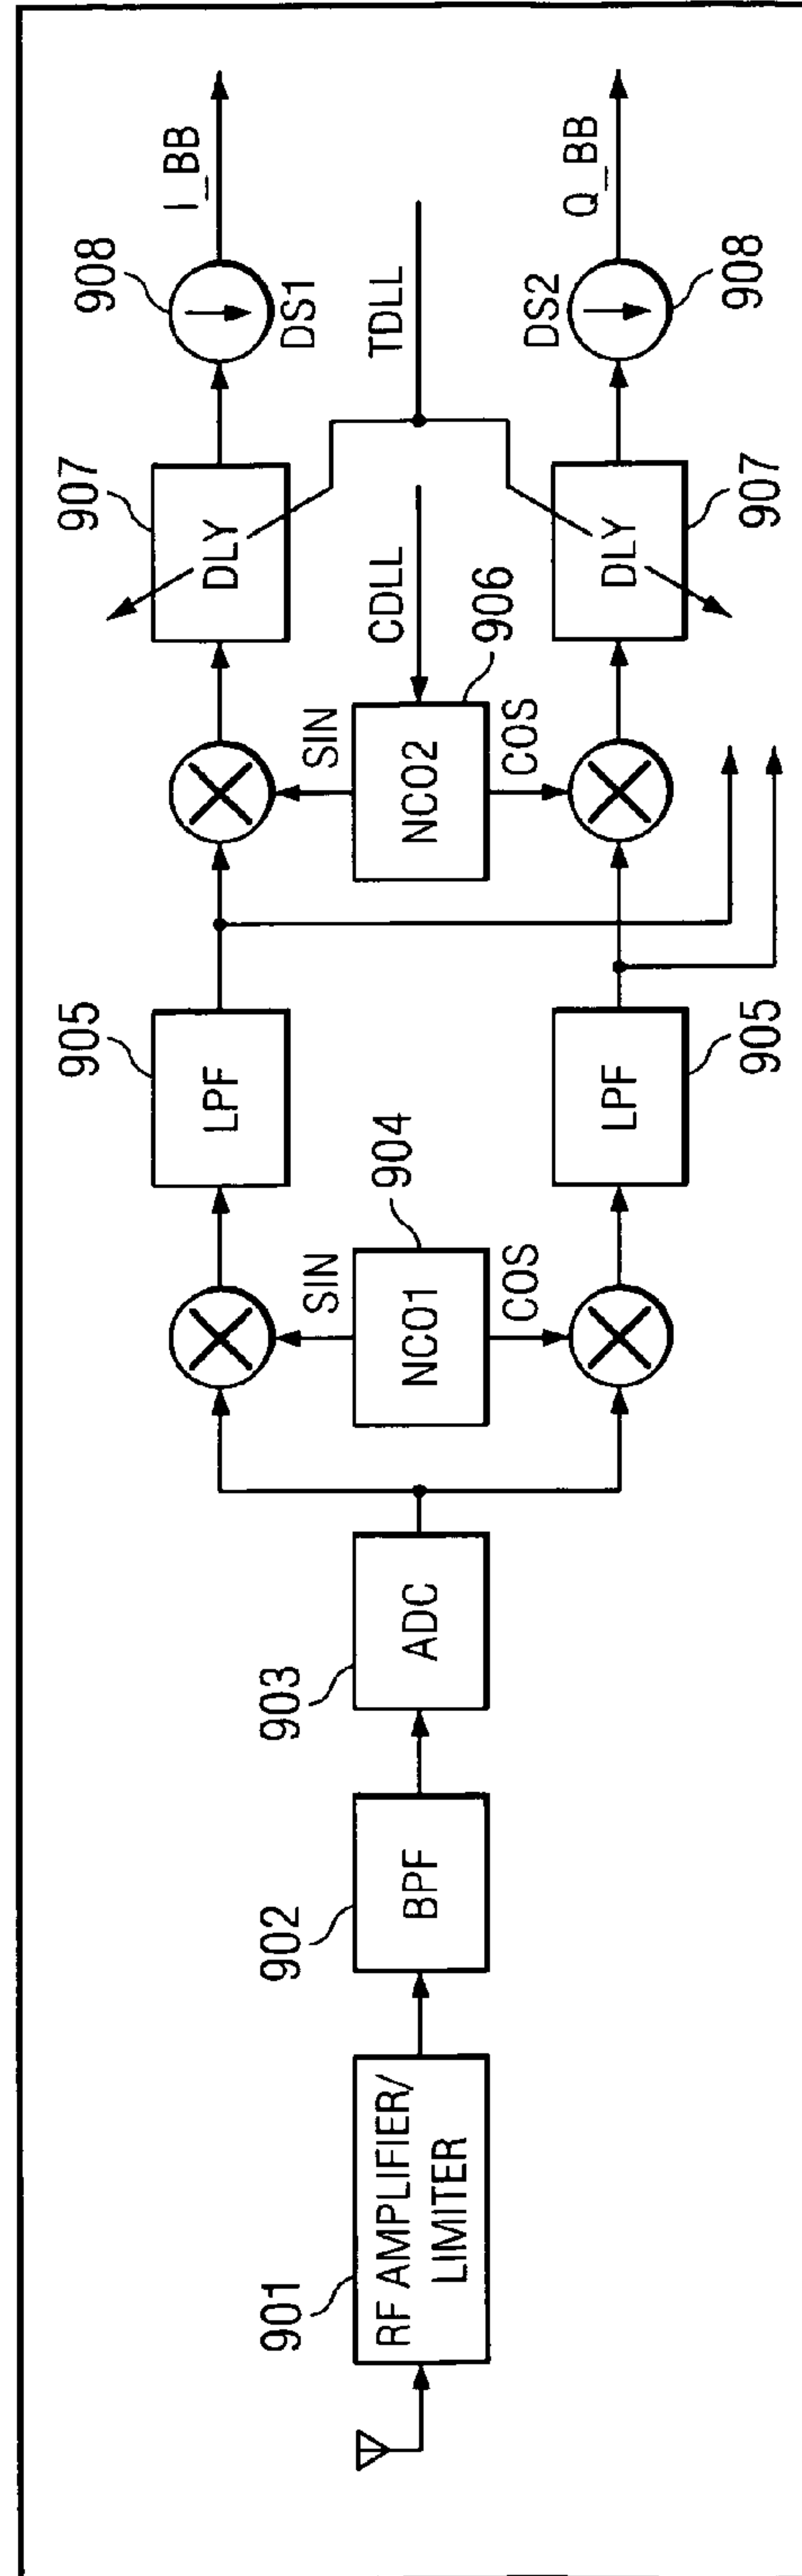 901
RF AMPLIFIER/
LIMITER
902
BPF
903
ADC
904
NCO1
SIN
COS
905
LPF
905
LPF
906
NCO2
SIN
COS
CDLL
907
DLY
907
DLY
TDLL
908
DS1
I_BB
908
DS2
Q_BB